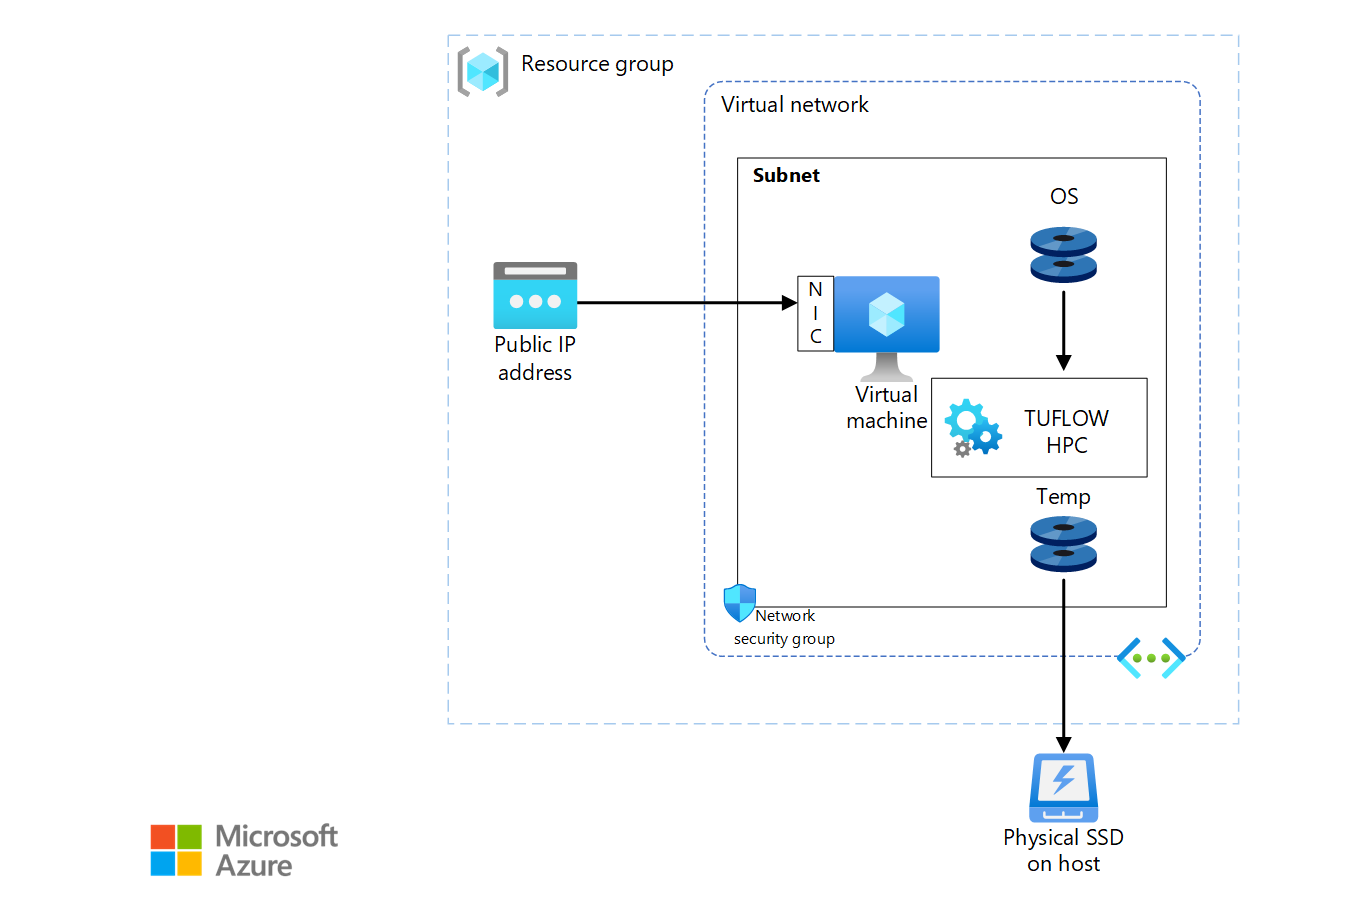 Resource group
Virtual network
Subnet
OS
N
I
C
Public IP
address
Virtual
machine
TUFLOW
HPC
Temp
Network
security group
Physical SSD
on host
Microsoft
Azure